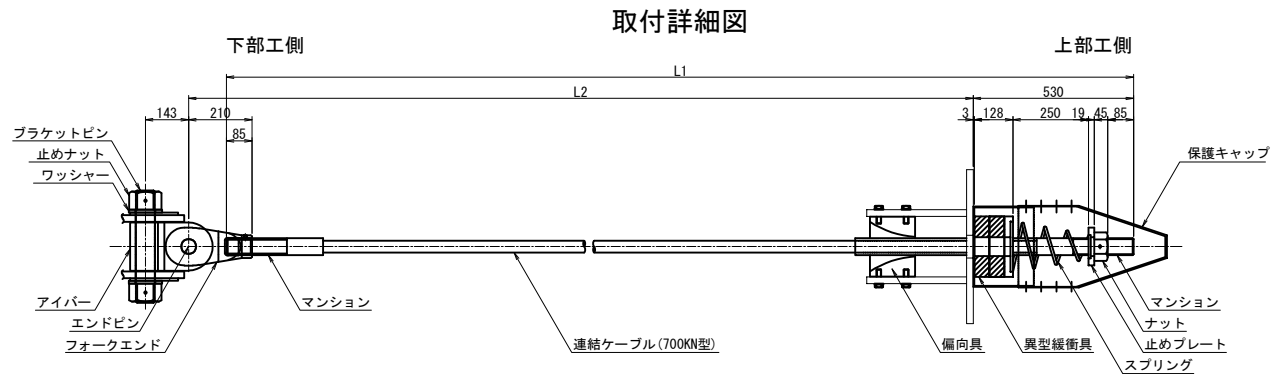 取付詳細図
下部工側
上部工側
L1
L2
530
143
210
3
128
250
19
45
85
85
ブラケットピン
止めナット
ワッシャー
保護キャップ
アイバー
エンドピン
フォークエンド
マンション
連結ケーブル(700KN型)
偏向具
異型緩衝具
マンション
ナット
止めプレート
スプリング